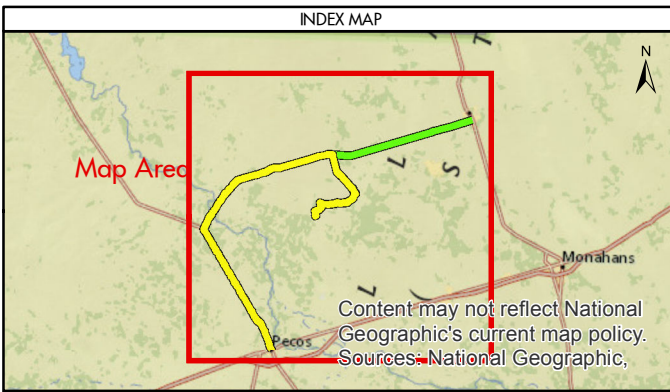 INDEX MAP
N
T
Map Area
L
S
Monahans
L
(
Content may not reflect National
Geographic's current map policy.
Pecos
Sources: National Geographic,